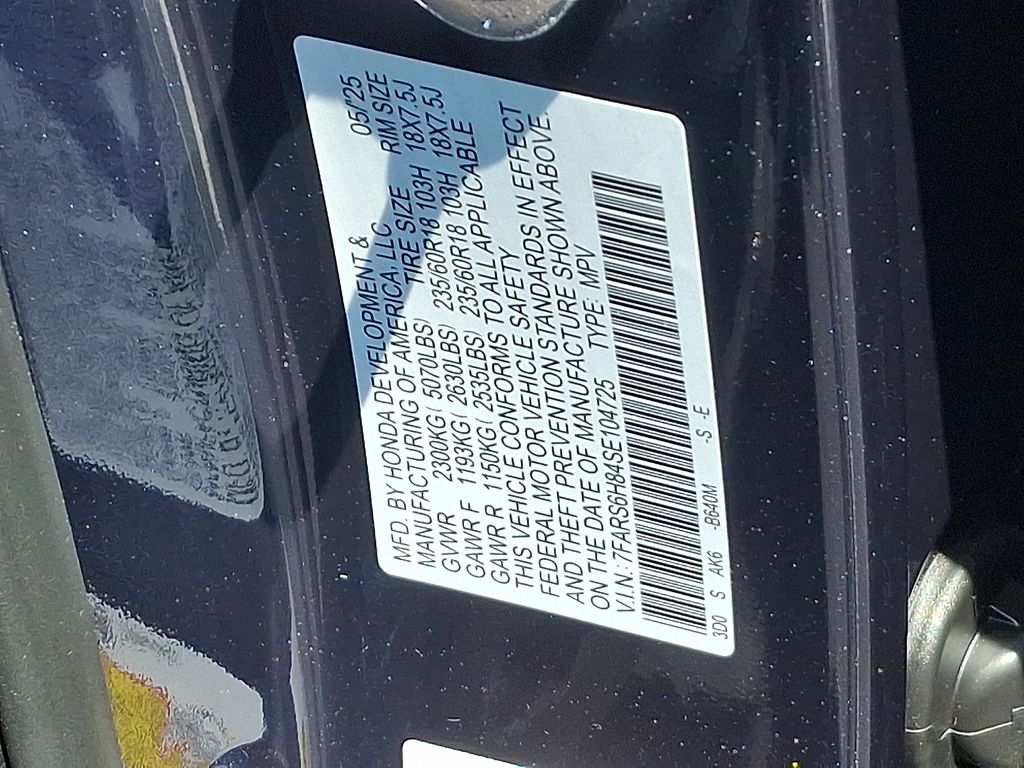 MFD. BY HONDA DEVELOPMENT &
MANUFACTURING OF AMERICA, LLC 05/'25
TIRE SIZE RIM SIZE
GVWR 2300KG( 5070LBS)
GAWR F 1193KG( 2630LBS) 235/60R18 103H 18X7.5J
GAWR R 1150KG( 2535LBS) 235/60R18 103H 18X7.5J
THIS VEHICLE CONFORMS TO ALL APPLICABLE
FEDERAL MOTOR VEHICLE SAFETY
AND THEFT PREVENTION STANDARDS IN EFFECT
ON THE DATE OF MANUFACTURE SHOWN ABOVE.
V.I.N.: 7FARS6H84SE104725 TYPE: MPV
3D0 S AK6 -B640M -S -E